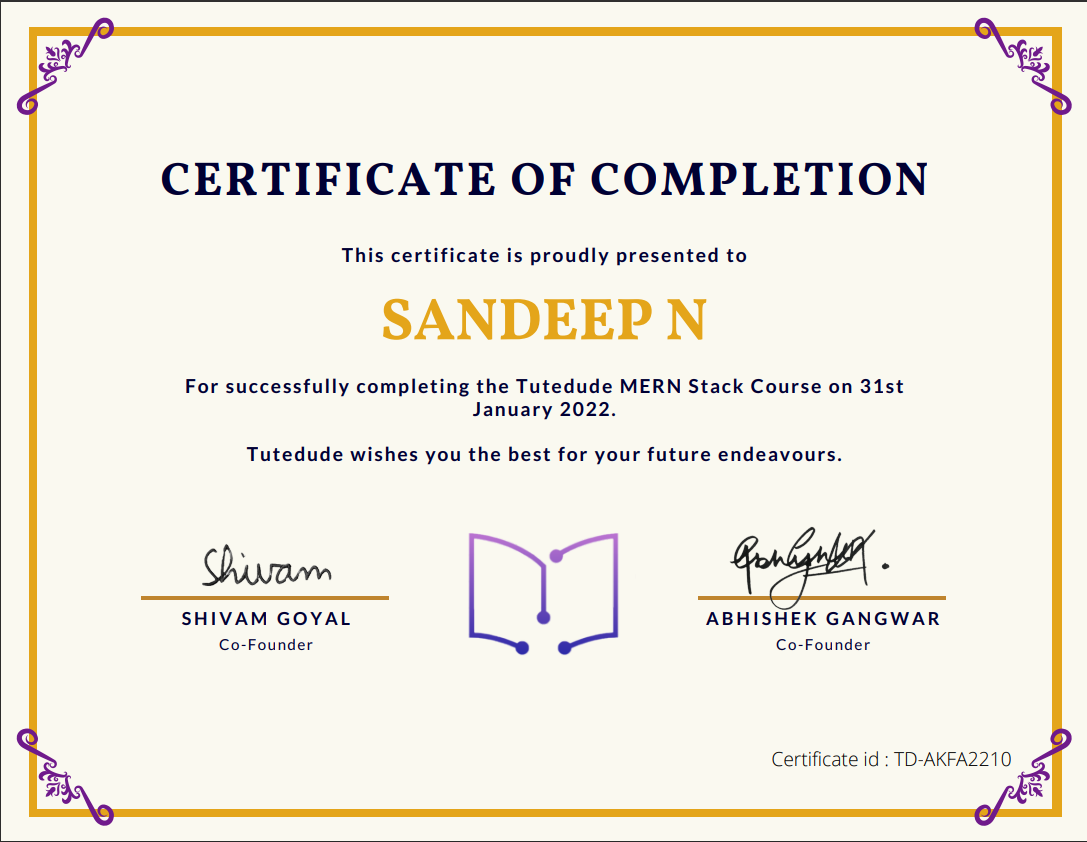 CERTIFICATE OF COMPLETION
This certificate is proudly presented to
SANDEEP N
For successfully completing the Tutedude MERN Stack Course on 31st
January 2022.
Tutedude wishes you the best for your future endeavours.
Shivam
SHIVAM GOYAL
Co-Founder
ABHISHEK GANGWAR
Co-Founder
Certificate id : TD-AKFA2210